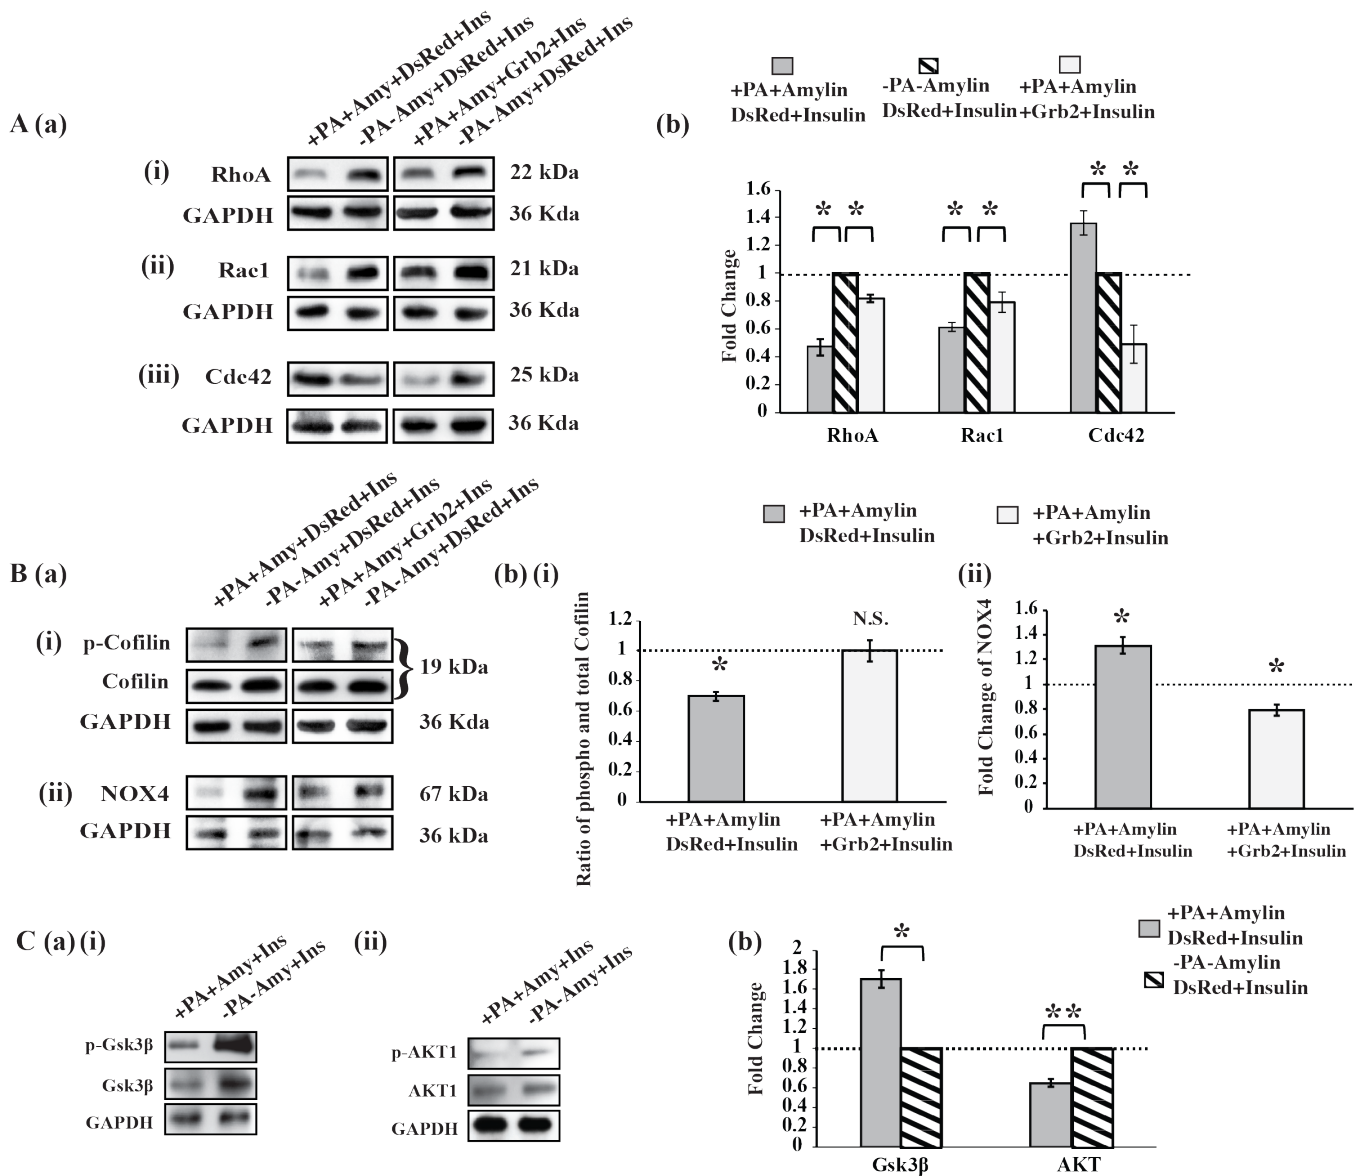 A (a)
+PA+Amy+DsRed+Ins
-PA-Amy+DsRed+Ins
+PA+Amy+Grb2+Ins
-PA-Amy+DsRed+Ins
(i)
RhoA
22 kDa
GAPDH
36 Kda
(ii)
Rac1
21 kDa
GAPDH
36 Kda
(iii)
Cdc42
25 kDa
GAPDH
36 Kda
(b)
+PA+Amylin
DsRed+Insulin
-PA-Amylin
DsRed+Insulin
+PA+Amylin
+Grb2+Insulin
Fold Change
1.6
1.4
1.2
1
0.8
0.6
0.4
0.2
0
* *
* *
* *
RhoA
Rac1
Cdc42
B (a)
+PA+Amy+DsRed+Ins
-PA-Amy+DsRed+Ins
+PA+Amy+Grb2+Ins
-PA-Amy+DsRed+Ins
(i)
p-Cofilin
Cofilin
19 kDa
GAPDH
36 Kda
(ii)
NOX4
67 kDa
GAPDH
36 kDa
+PA+Amylin
DsRed+Insulin
+PA+Amylin
+Grb2+Insulin
(b) (i)
Ratio of phospho and total Cofilin
1.2
1
0.8
0.6
0.4
0.2
0
*
N.S.
+PA+Amylin
DsRed+Insulin
+PA+Amylin
+Grb2+Insulin
(ii)
Fold Change of NOX4
1.6
1.4
1.2
1
0.8
0.6
0.4
0.2
0
*
*
+PA+Amylin
DsRed+Insulin
+PA+Amylin
+Grb2+Insulin
C (a) (i)
+PA+Amy+Ins
-PA-Amy+Ins
p-Gsk3β
Gsk3β
GAPDH
(ii)
+PA+Amy+Ins
-PA-Amy+Ins
p-AKT1
AKT1
GAPDH
(b)
+PA+Amylin
DsRed+Insulin
-PA-Amylin
DsRed+Insulin
Fold Change
2
1.8
1.6
1.4
1.2
1
0.8
0.6
0.4
0.2
0
*
**
Gsk3β
AKT